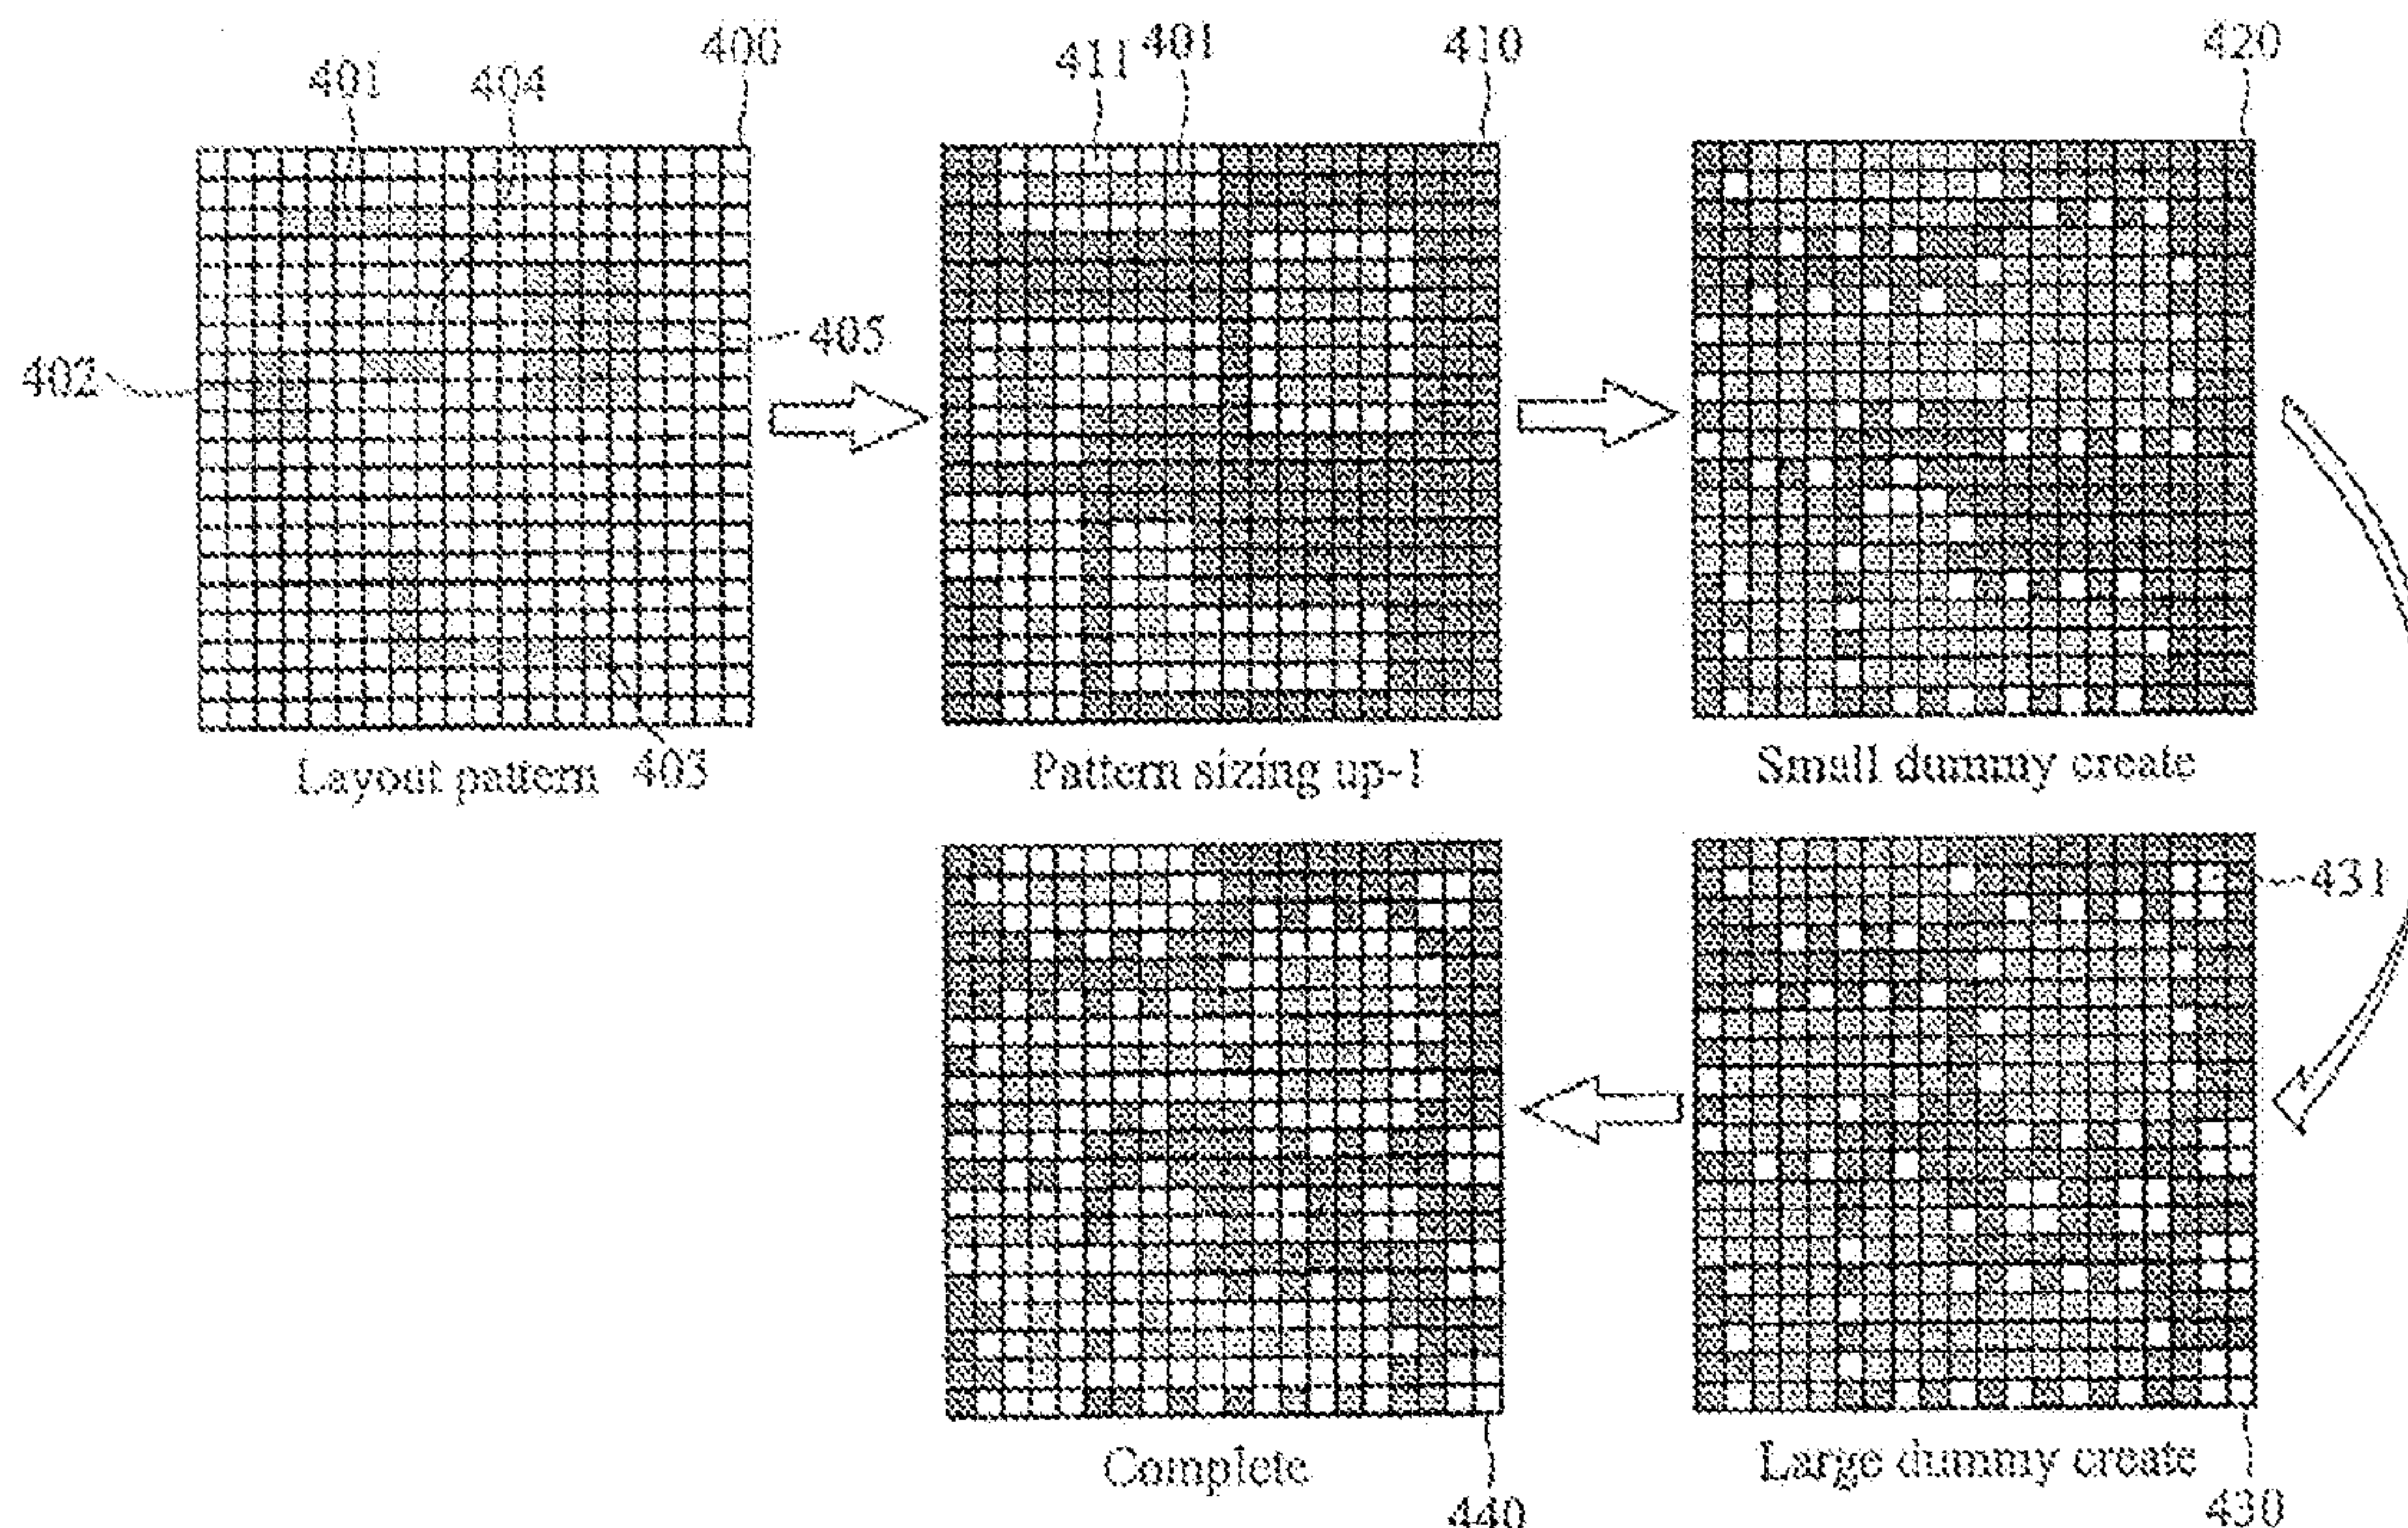 400
401
404
411
401
410
420
405
402
Layout pattern
403
Pattern sizing up-1
Small dummy create
431
Complete
Large dummy create
440
430